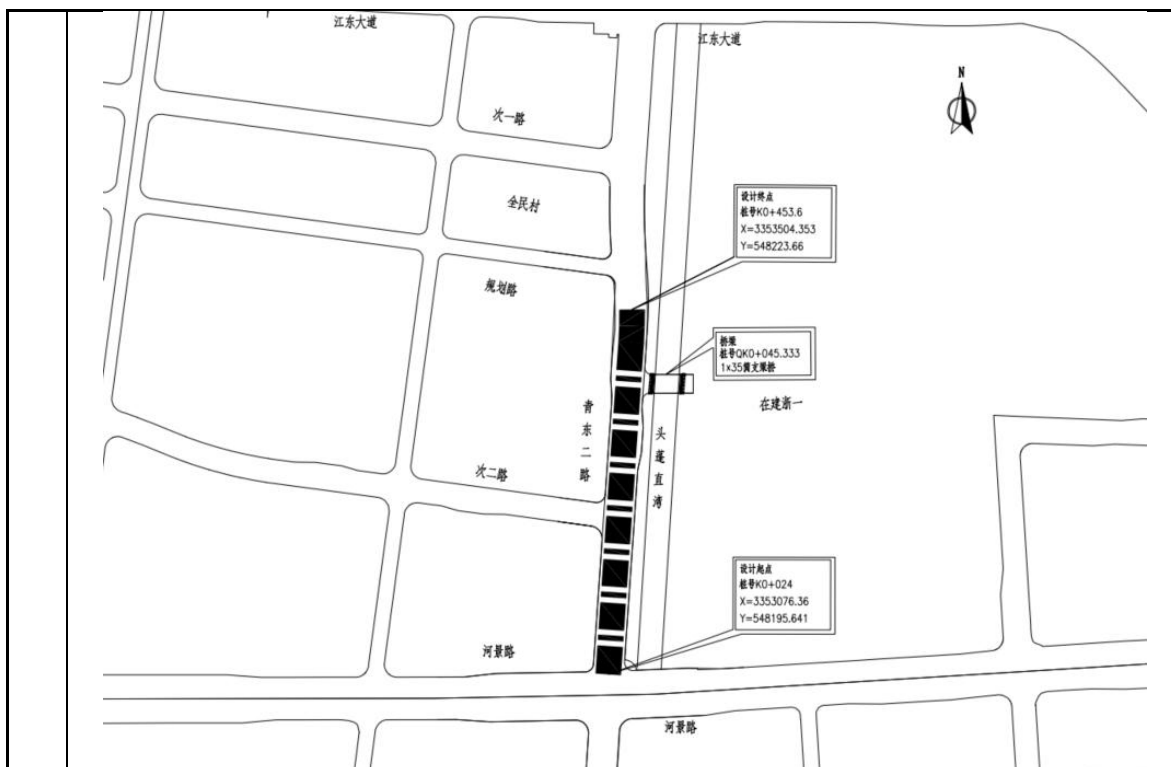 江东大道
江东大道
N
次一路
全民村
设计终点
桩号K0+453.6
X=3353504.353
Y=548223.66
规划路
桥梁
桩号QK0+045.333
1x35简支梁桥
在建浙一
青东二路
头蓬直湾
次二路
设计起点
桩号K0+024
X=3353076.36
Y=548195.641
河景路
河景路